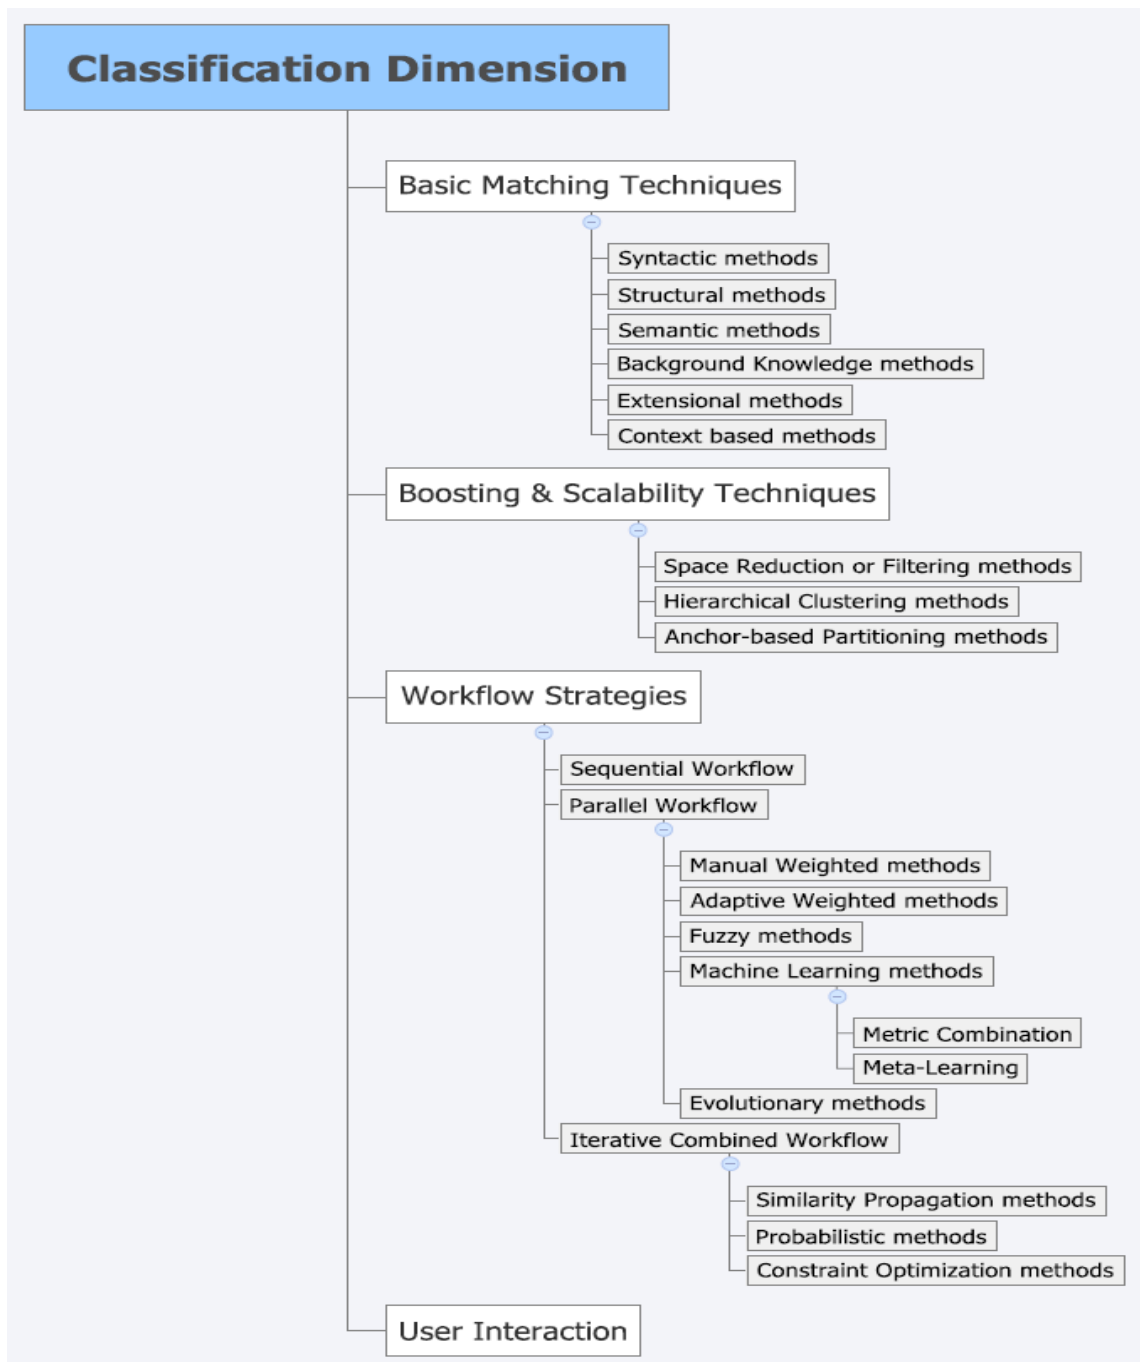 Classification Dimension
Basic Matching Techniques
Syntactic methods
Structural methods
Semantic methods
Background Knowledge methods
Extensional methods
Context based methods
Boosting & Scalability Techniques
Space Reduction or Filtering methods
Hierarchical Clustering methods
Anchor-based Partitioning methods
Workflow Strategies
Sequential Workflow
Parallel Workflow
Manual Weighted methods
Adaptive Weighted methods
Fuzzy methods
Machine Learning methods
Metric Combination
Meta-Learning
Evolutionary methods
Iterative Combined Workflow
Similarity Propagation methods
Probabilistic methods
Constraint Optimization methods
User Interaction